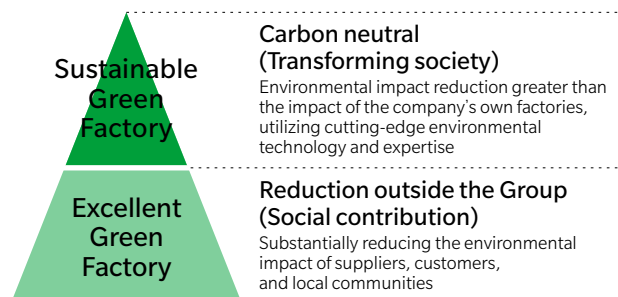 Sustainable
Green
Factory
Carbon neutral
(Transforming society)
Environmental impact reduction greater than
the impact of the company's own factories,
utilizing cutting-edge environmental
technology and expertise
Excellent
Green
Factory
Reduction outside the Group
(Social contribution)
Substantially reducing the environmental
impact of suppliers, customers,
and local communities